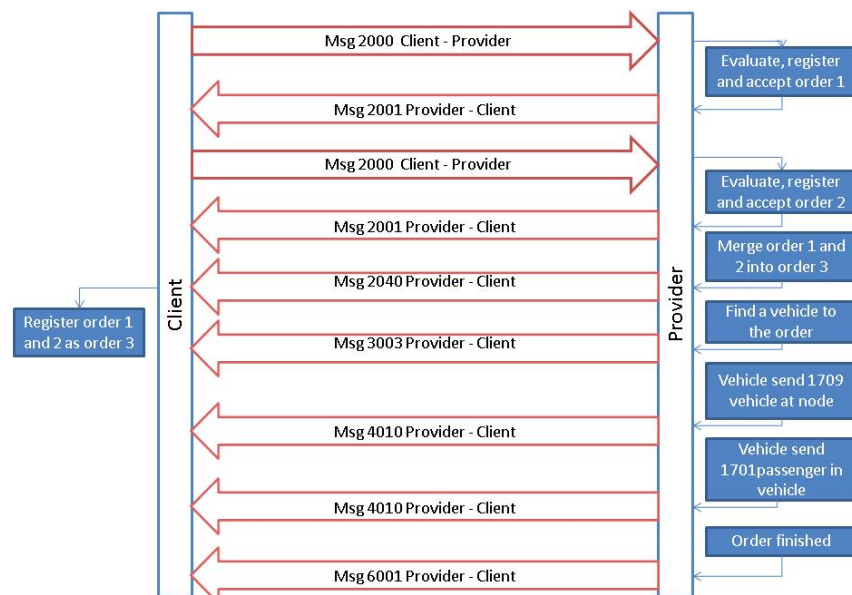 Msg 2000 Client - Provider
Evaluate, register
and accept order 1
Msg 2001 Provider - Client
Msg 2000 Client - Provider
Evaluate, register
and accept order 2
Msg 2001 Provider - Client
Merge order 1 and
2 into order 3
Msg 2040 Provider - Client
Client
Provider
Register order 1
and 2 as order 3
Find a vehicle to
the order
Msg 3003 Provider - Client
Vehicle send 1709
vehicle at node
Msg 4010 Provider - Client
Vehicle send
1701passenger in
vehicle
Msg 4010 Provider - Client
Order finished
Msg 6001 Provider - Client